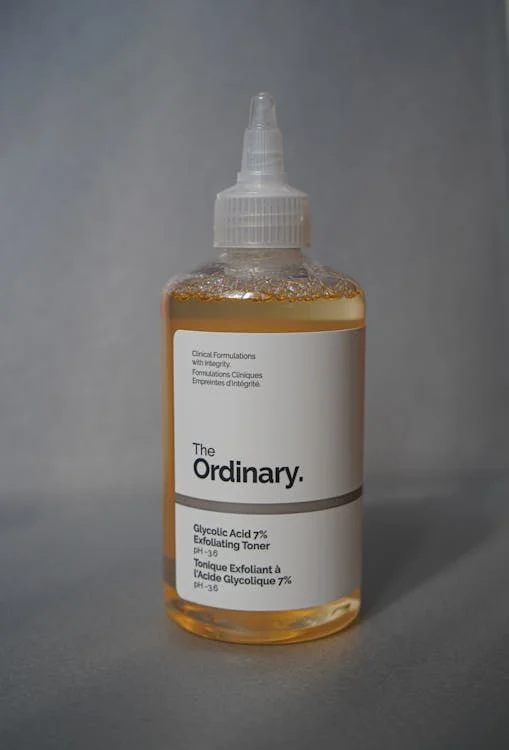 Clinical Formulations
with Integrity.
Formulations Cliniques
Empreintes d'intégrité.
The
Ordinary.
Glycolic Acid 7%
Exfoliating Toner
pH ~3.6
Tonique Exfoliant à
l'Acide Glycolique 7%
pH ~3.6